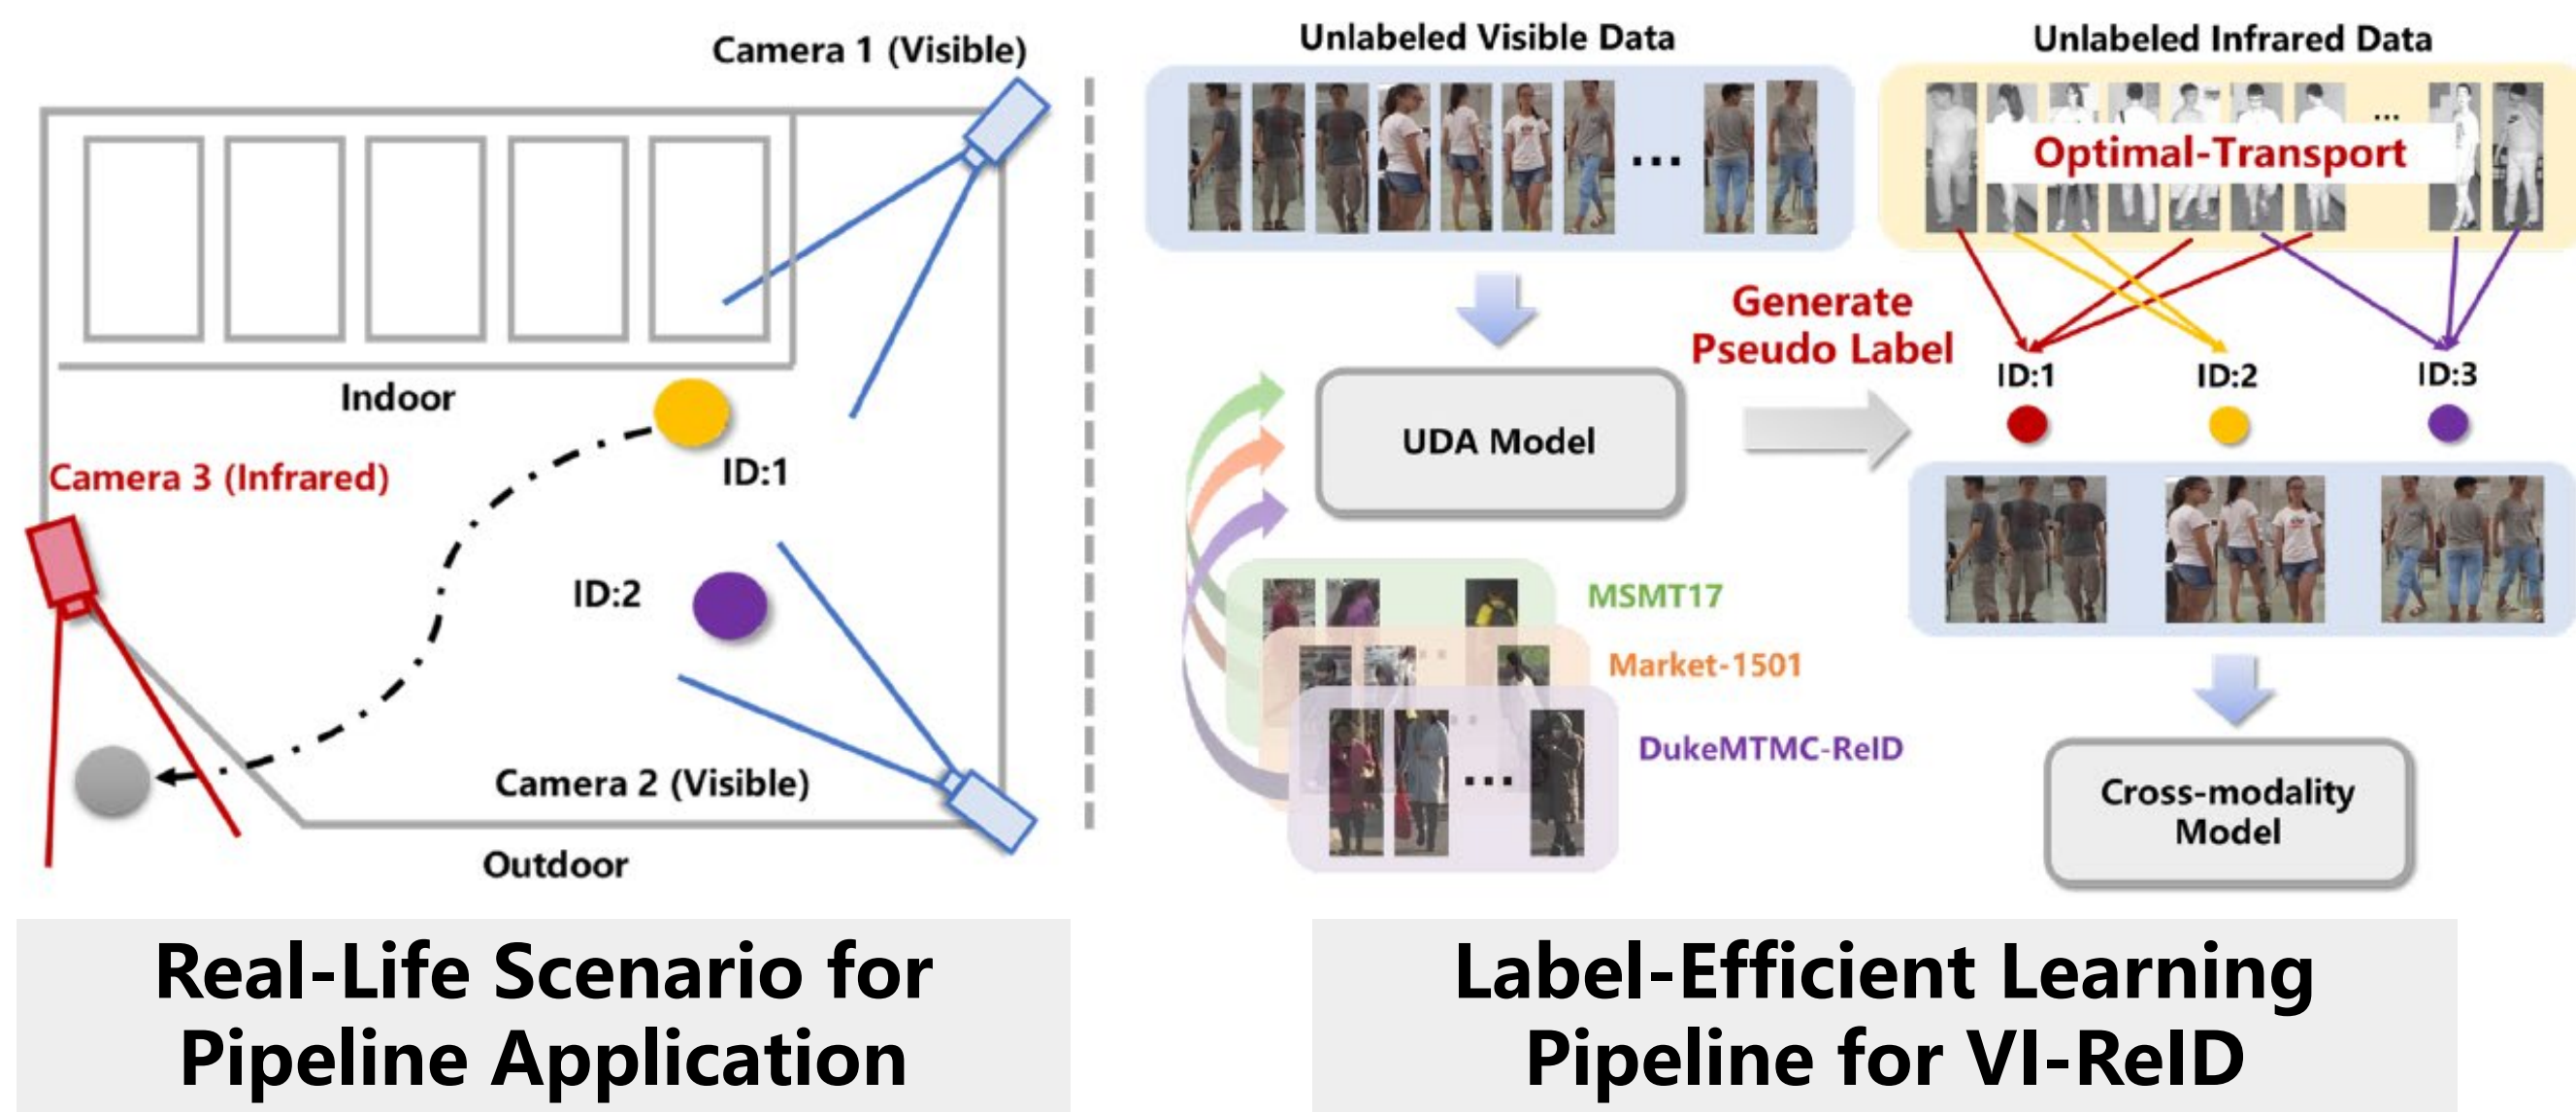 Camera 1 (Visible)
Indoor
ID:1
Camera 3 (Infrared)
ID:2
Camera 2 (Visible)
Outdoor
Real-Life Scenario for
Pipeline Application
Unlabeled Visible Data
...
Unlabeled Infrared Data
...
Optimal-Transport
Generate
Pseudo Label
UDA Model
ID:1
ID:2
ID:3
MSMT17
Market-1501
DukeMTMC-ReID
...
Cross-modality
Model
Label-Efficient Learning
Pipeline for VI-ReID